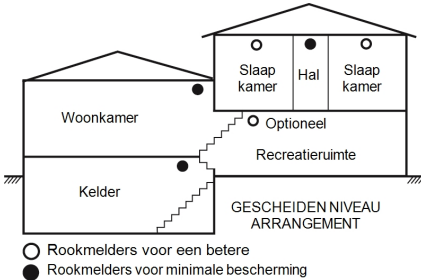 Slaap
kamer
Hal
Slaap
kamer
Woonkamer
Optioneel
Recreatieruimte
Kelder
GESCHEIDEN NIVEAU
ARRANGEMENT
Rookmelders voor een betere
Rookmelders voor minimale bescherming